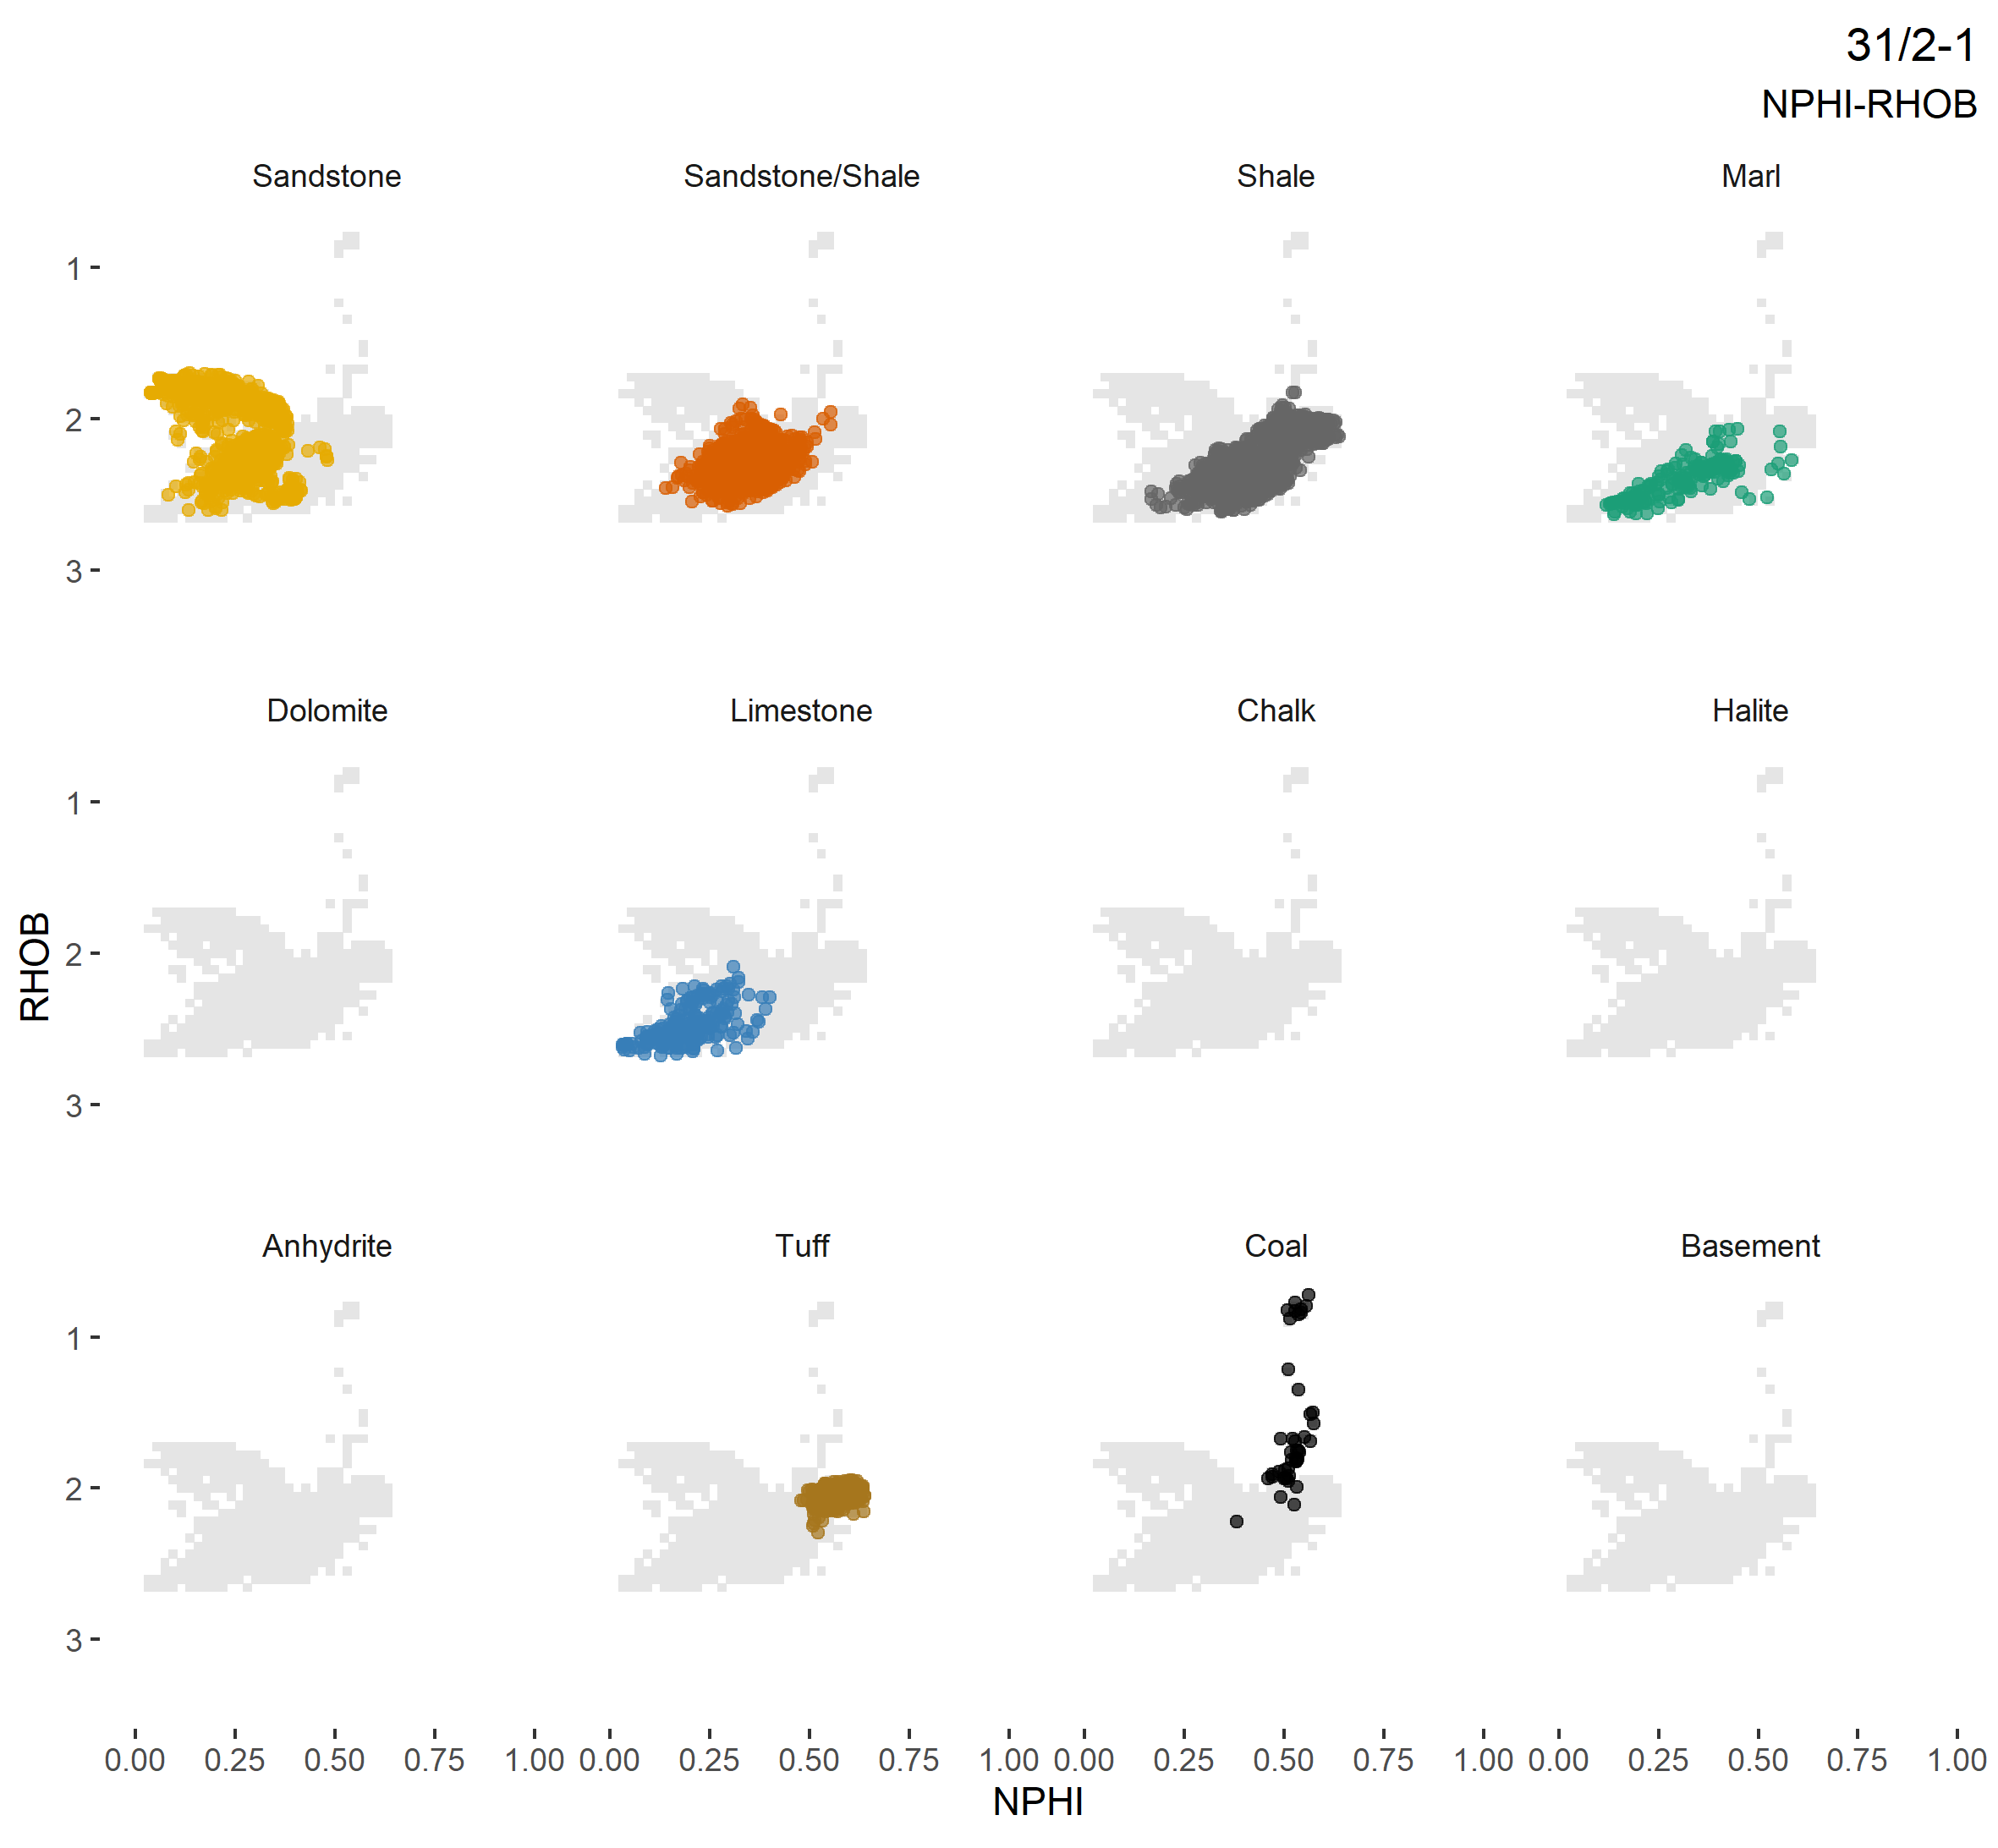 31/2-1
NPHI-RHOB
Sandstone
Sandstone/Shale
Shale
Marl
1
2
3
Dolomite
Limestone
Chalk
Halite
1
2
3
RHOB
Anhydrite
Tuff
Coal
Basement
1
2
3
0.00 0.25 0.50 0.75 1.00 0.00 0.25 0.50 0.75 1.00 0.00 0.25 0.50 0.75 1.00 0.00 0.25 0.50 0.75 1.00
NPHI